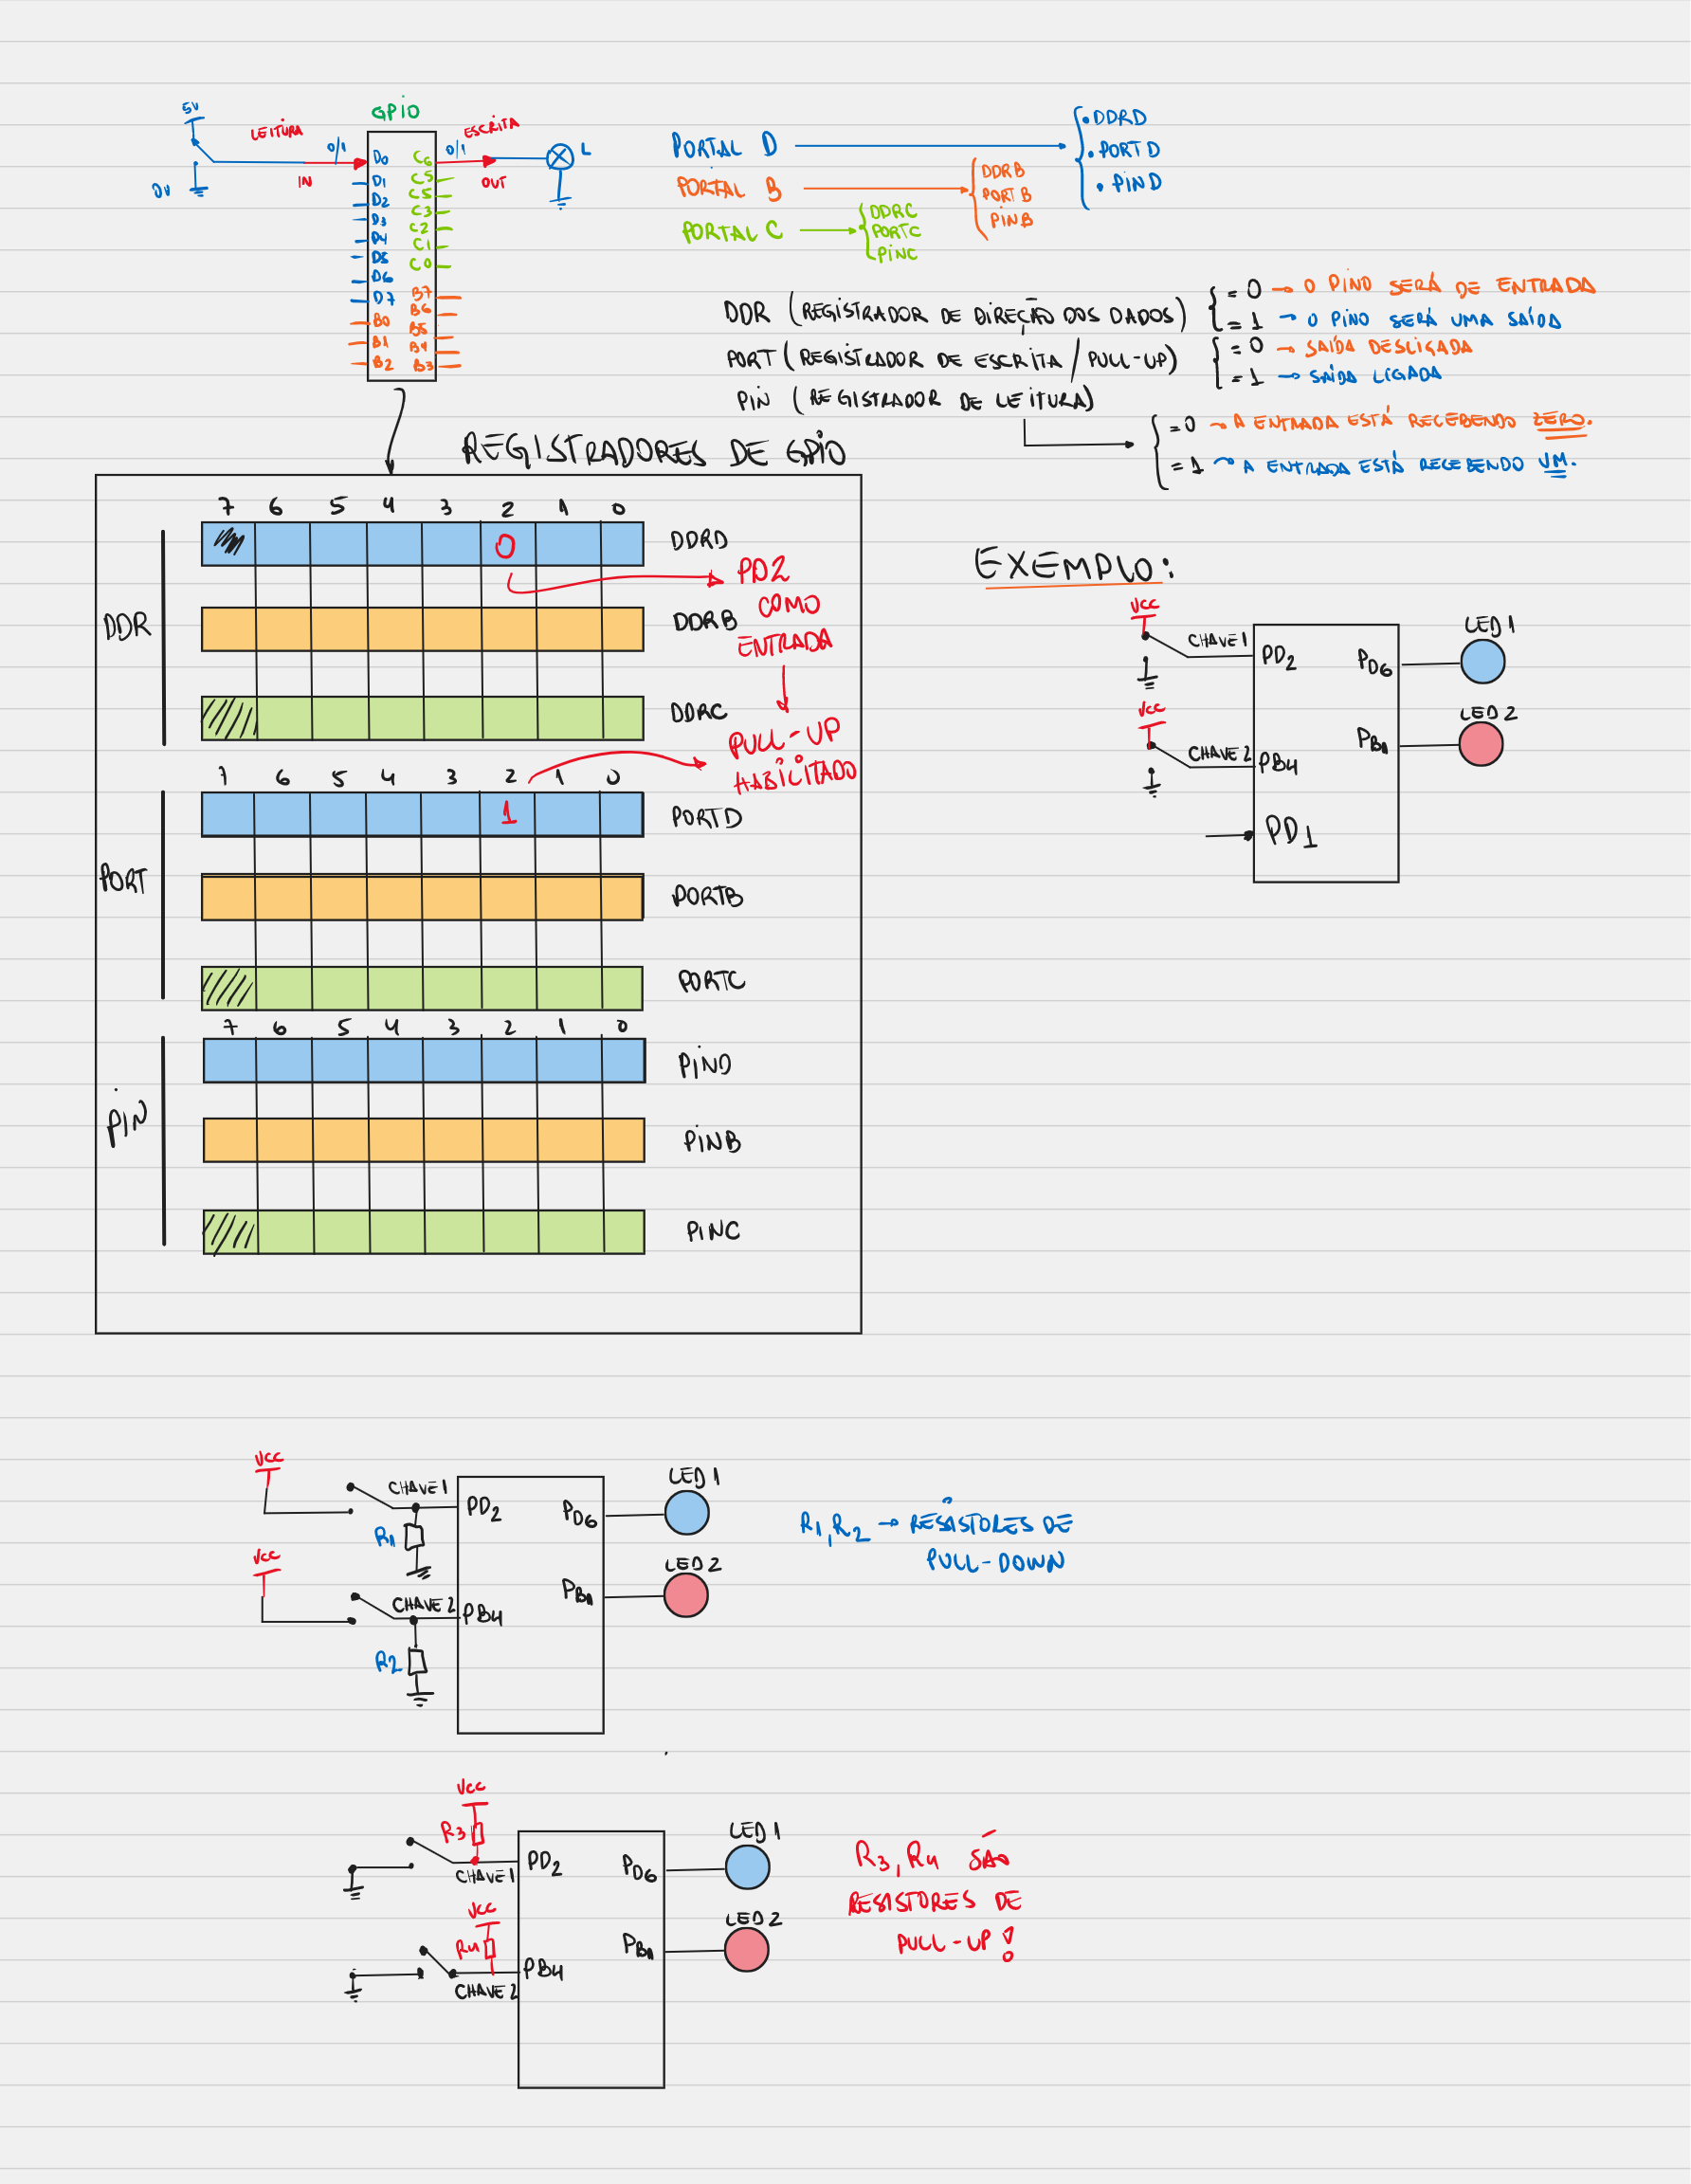 GPIO
5V
LEITURA
0/1
IN
0V
ESCRITA
0/1
OUT
L
D0
D1
D2
D3
D4
D5
D6
D7
B0
B1
B2
C6
C5
C5
C3
C2
C1
C0
B7
B6
B5
B4
B3
PORTAL D
• DDRD
• PORTD
• PIND
PORTAL B
DDRB
PORTB
PINB
PORTAL C
DDRC
PORTC
PINC
DDR (REGISTRADOR DE DIREÇÃO DOS DADOS)
= 0 → O PINO SERÁ DE ENTRADA
= 1 → O PINO SERÁ UMA SAÍDA
PORT (REGISTRADOR DE ESCRITA / PULL-UP)
= 0 → SAÍDA DESLIGADA
= 1 → SAÍDA LIGADA
PIN (REGISTRADOR DE LEITURA)
= 0 → A ENTRADA ESTÁ RECEBENDO ZERO.
= 1 → A ENTRADA ESTÁ RECEBENDO UM.
REGISTRADORES DE GPIO
DDR
7 6 5 4 3 2 1 0
0
DDRD
PD2
COMO
ENTRADA
DDRB
DDRC
PULL-UP
HABILITADO
PORT
7 6 5 4 3 2 1 0
1
PORTD
PORTB
PORTC
PIN
7 6 5 4 3 2 1 0
PIND
PINB
PINC
EXEMPLO:
VCC
CHAVE 1
PD2
PD6
LED 1
VCC
CHAVE 2
PB4
PB1
LED 2
PD1
VCC
CHAVE 1
R1
PD2
PD6
LED 1
VCC
CHAVE 2
R2
PB4
PB1
LED 2
R1, R2 → RESISTORES DE
PULL-DOWN
VCC
R3
CHAVE 1
PD2
PD6
LED 1
VCC
R4
CHAVE 2
PB4
PB1
LED 2
R3, R4 SÃO
RESISTORES DE
PULL-UP!